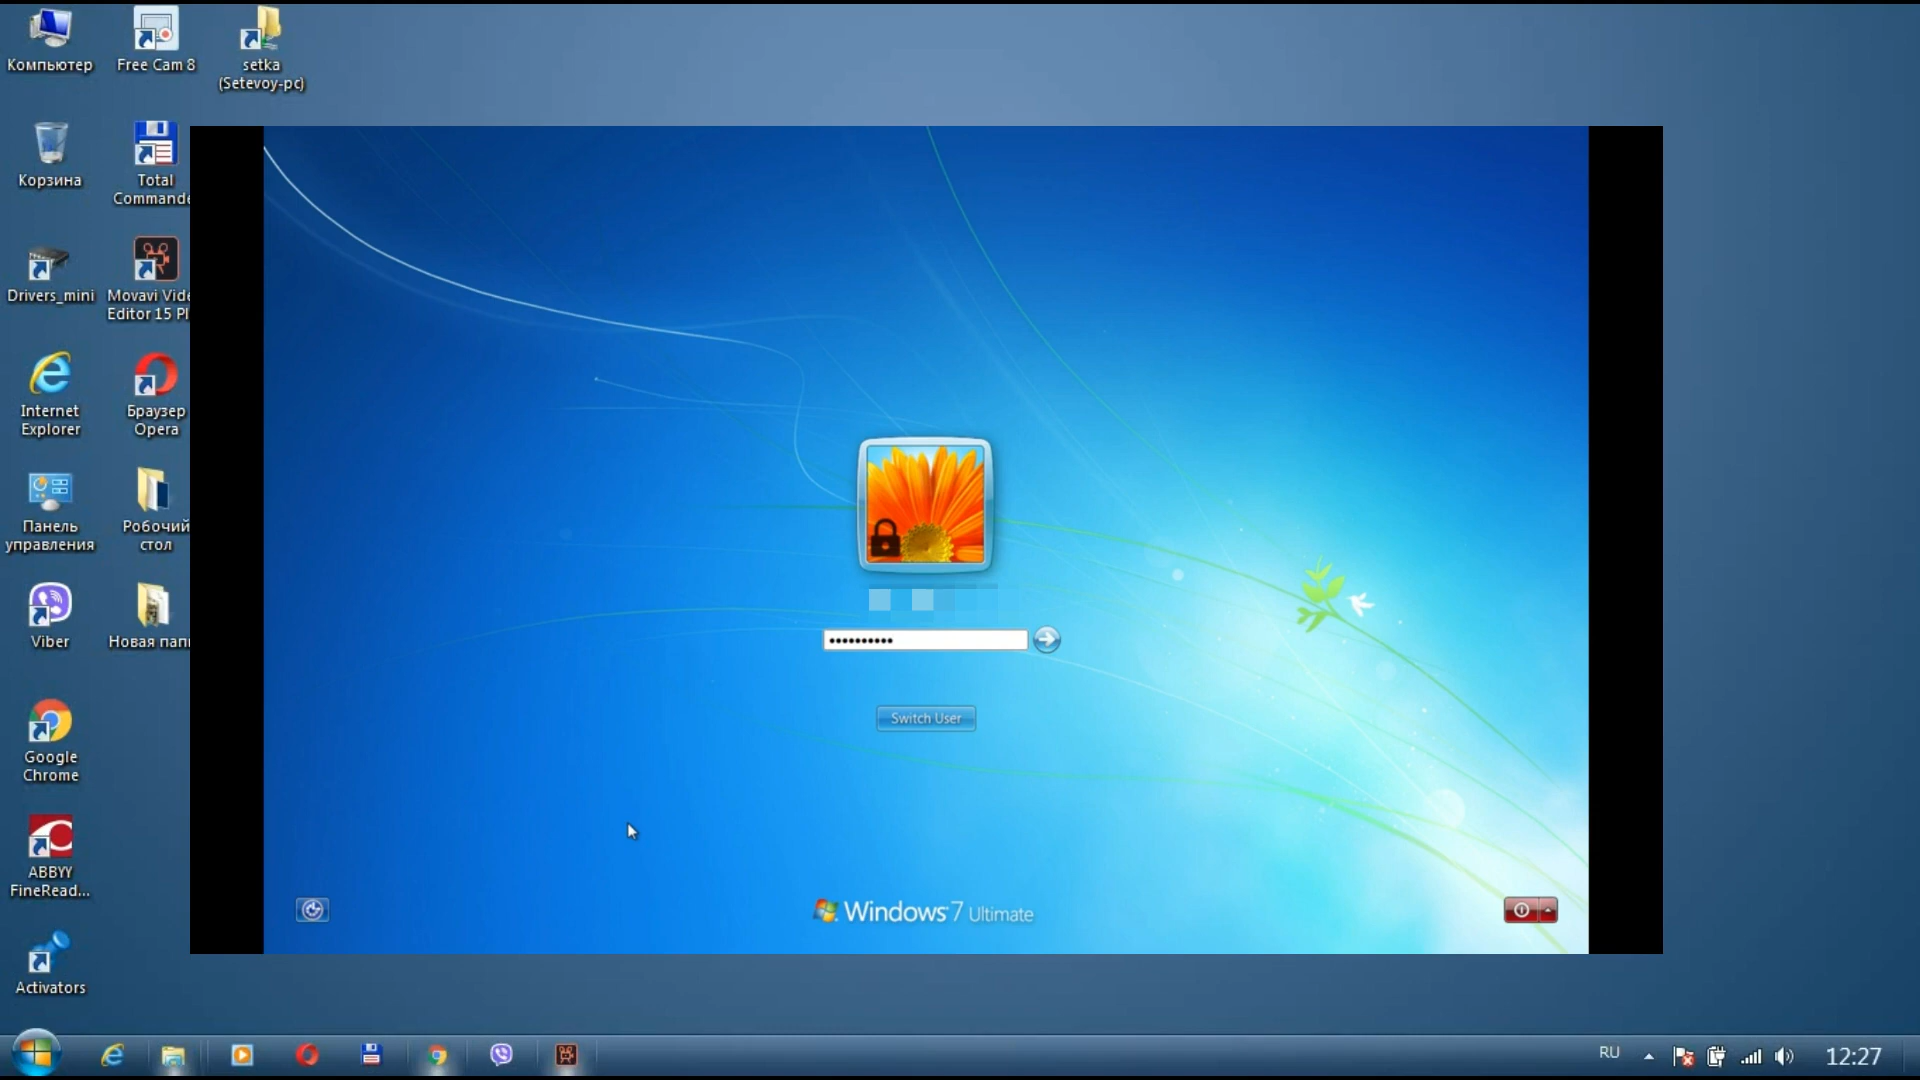 Компьютер
Free Cam 8
setka
(Setevoy-pc)
Корзина
Total
Commande
Drivers_mini
Movavi Vide
Editor 15 Pl
Internet
Explorer
Браузер
Opera
Панель
управления
Робочий
стол
Viber
Новая пап
Google
Chrome
ABBYY
FineRead...
Activators
Switch User
Windows 7 Ultimate
RU
12:27